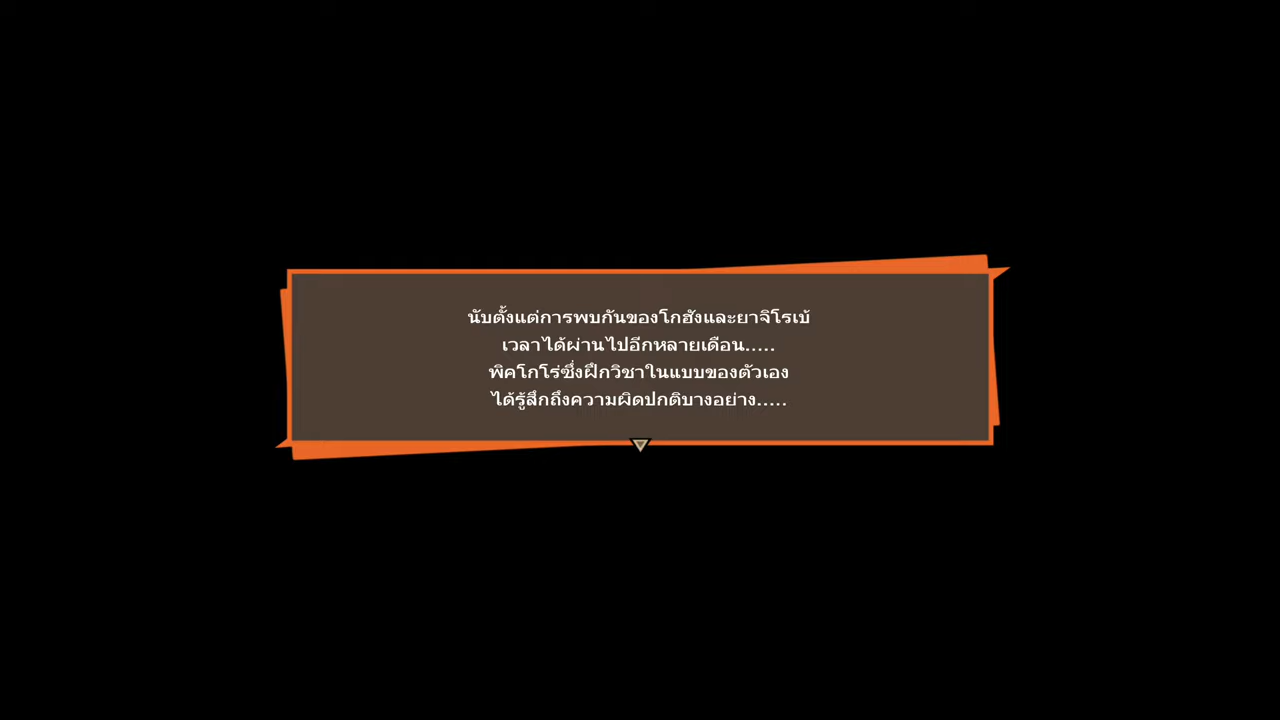 นับตั้งแต่การพบกันของโกฮังและยาจิโรเบ้
เวลาได้ผ่านไปอีกหลายเดือน.....
พิคโกโร่ซึ่งฝึกวิชาในแบบของตัวเอง
ได้รู้สึกถึงความผิดปกติบางอย่าง.....